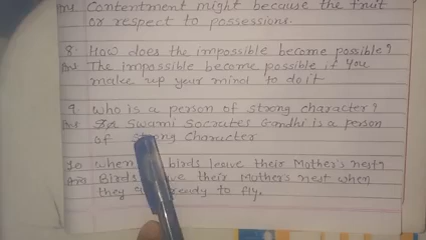 Ans Contentment might because the fruit
or respect to possessions.
8. How does the impossible become possible?
Ans The impossible become possible if you
make up your mind to do it
9. Who is a person of strong character?
Ans Swami Socrates Gandhi is a person
of strong Character
10 when birds leave their Mother's nest?
Ans Birds their Mother's nest when
they ready to fly.